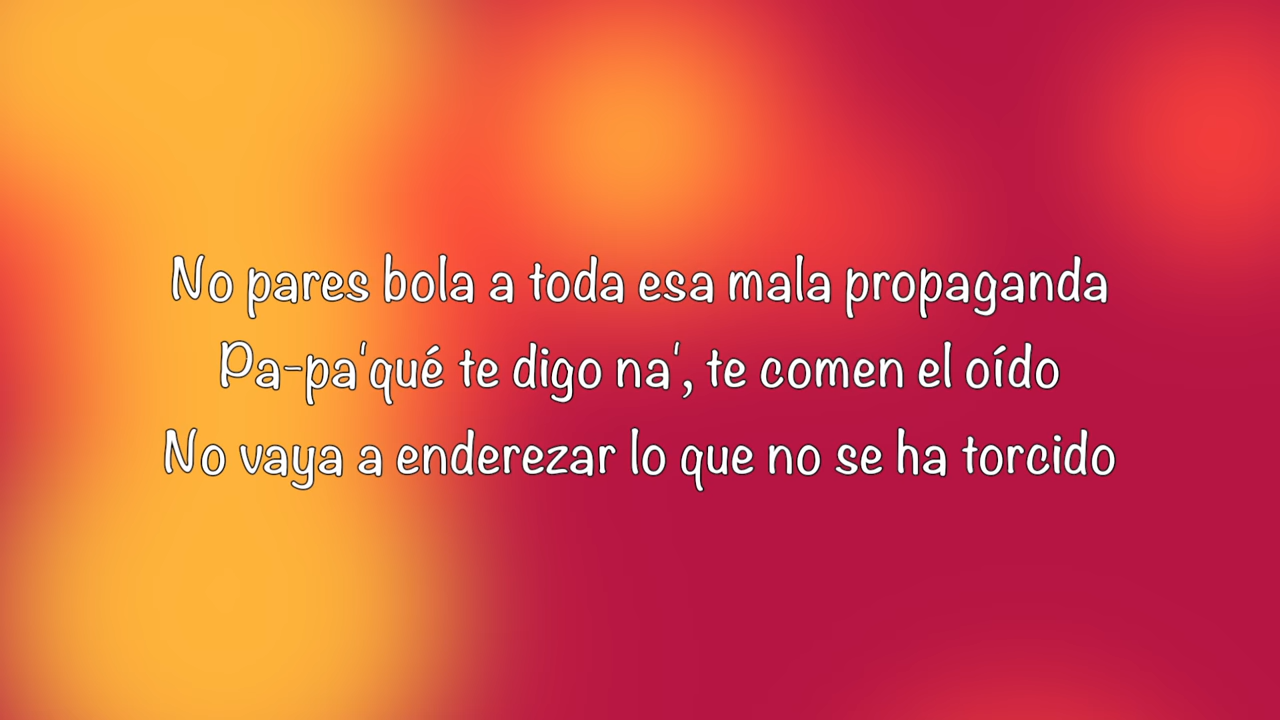 No pares bola a toda esa mala propaganda
Pa-pa'qué te digo na', te comen el oído
No vaya a enderezar lo que no se ha torcido